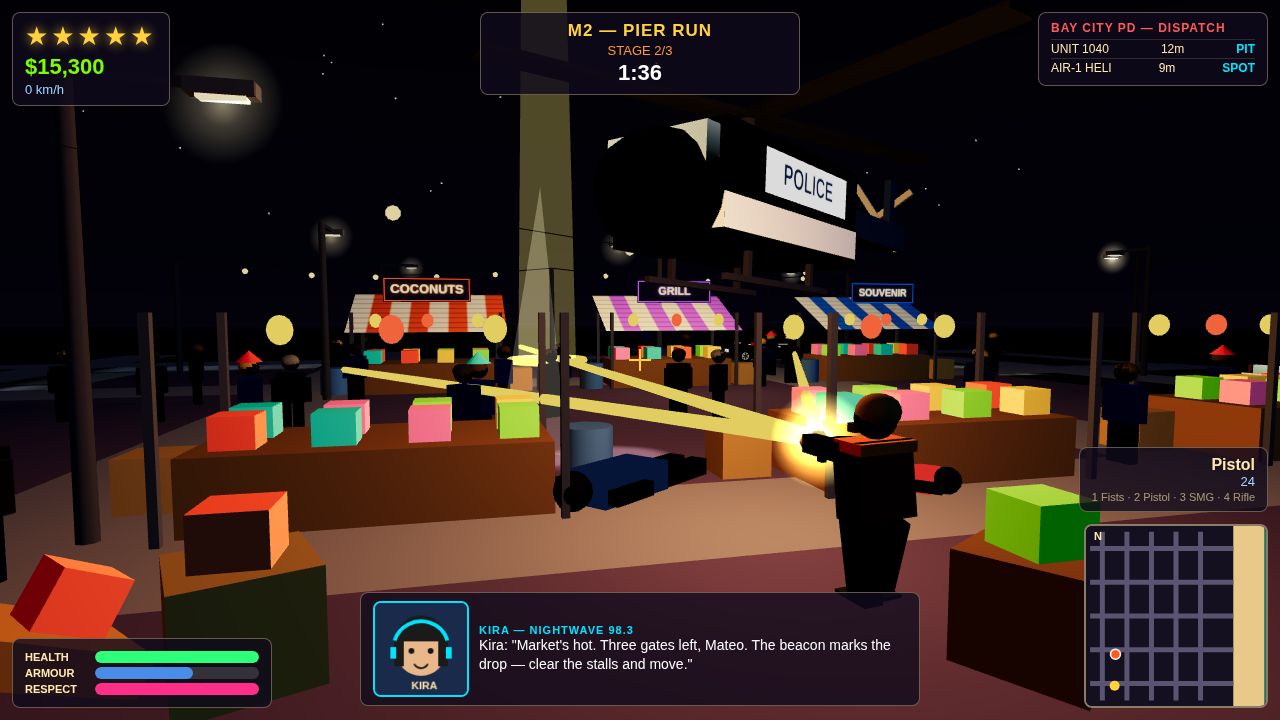 ★★★★★
$15,300
0 km/h
M2 — PIER RUN
STAGE 2/3
1:36
BAY CITY PD — DISPATCH
UNIT 1040 12m PIT
AIR-1 HELI 9m SPOT
POLICE
COCONUTS
GRILL
SOUVENIR
Pistol
24
1 Fists · 2 Pistol · 3 SMG · 4 Rifle
N
HEALTH
ARMOUR
RESPECT
KIRA
KIRA — NIGHTWAVE 98.3
Kira: "Market's hot. Three gates left, Mateo. The beacon marks the
drop — clear the stalls and move."